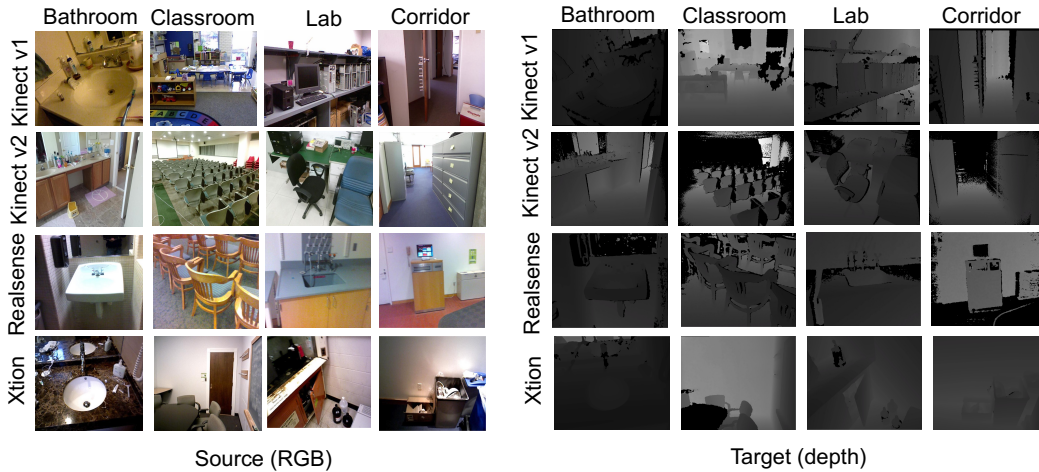 Bathroom Classroom Lab Corridor
Kinect v1
Kinect v2
Realsense
Xtion
Source (RGB)
Bathroom Classroom Lab Corridor
Kinect v1
Kinect v2
Realsense
Xtion
Target (depth)